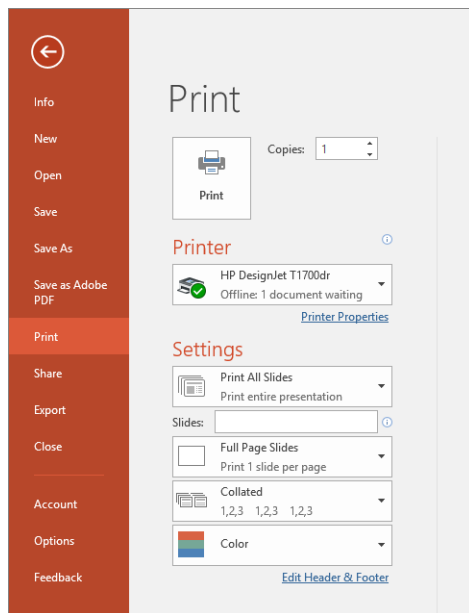 Info
New
Open
Save
Save As
Save as Adobe
PDF
Print
Share
Export
Close
Account
Options
Feedback
Print
Copies: 1
Print
Printer
HP DesignJet T1700dr
Offline: 1 document waiting
Printer Properties
Settings
Print All Slides
Print entire presentation
Slides:
Full Page Slides
Print 1 slide per page
Collated
1,2,3 1,2,3 1,2,3
Color
Edit Header & Footer